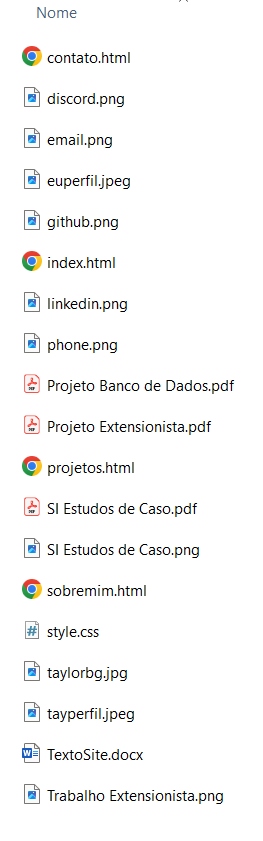 Nome
contato.html
discord.png
email.png
euperfil.jpeg
github.png
index.html
linkedin.png
phone.png
Projeto Banco de Dados.pdf
Projeto Extensionista.pdf
projetos.html
SI Estudos de Caso.pdf
SI Estudos de Caso.png
sobremim.html
style.css
taylorbg.jpg
tayperfil.jpeg
TextoSite.docx
Trabalho Extensionista.png